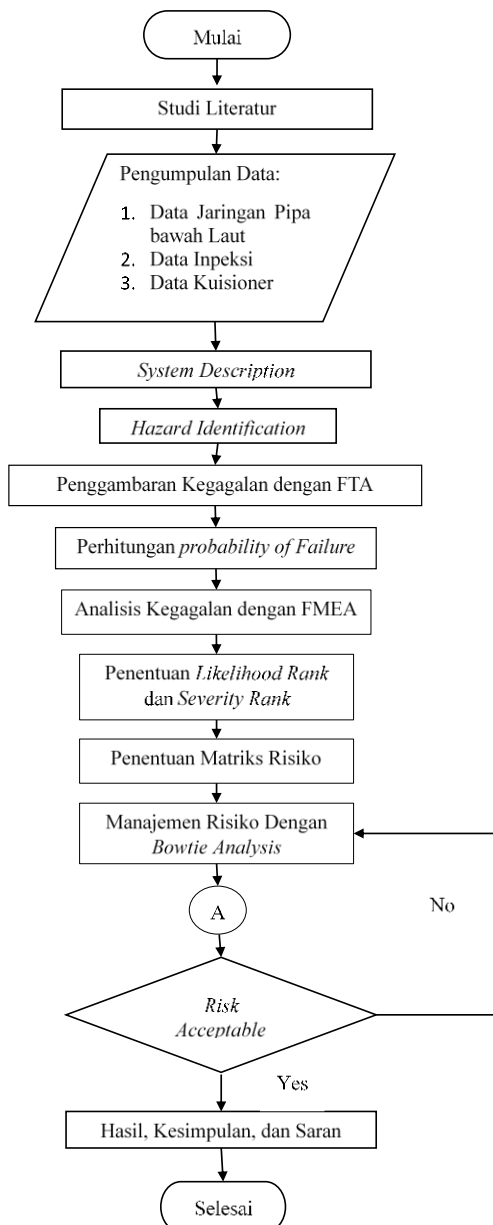 Mulai
Studi Literatur
Pengumpulan Data:
1. Data Jaringan Pipa
bawah Laut
2. Data Inpeksi
3. Data Kuisioner
System Description
Hazard Identification
Penggambaran Kegagalan dengan FTA
Perhitungan probability of Failure
Analisis Kegagalan dengan FMEA
Penentuan Likelihood Rank
dan Severity Rank
Penentuan Matriks Risiko
Manajemen Risiko Dengan
Bowtie Analysis
A
No
Risk
Acceptable
Yes
Hasil, Kesimpulan, dan Saran
Selesai